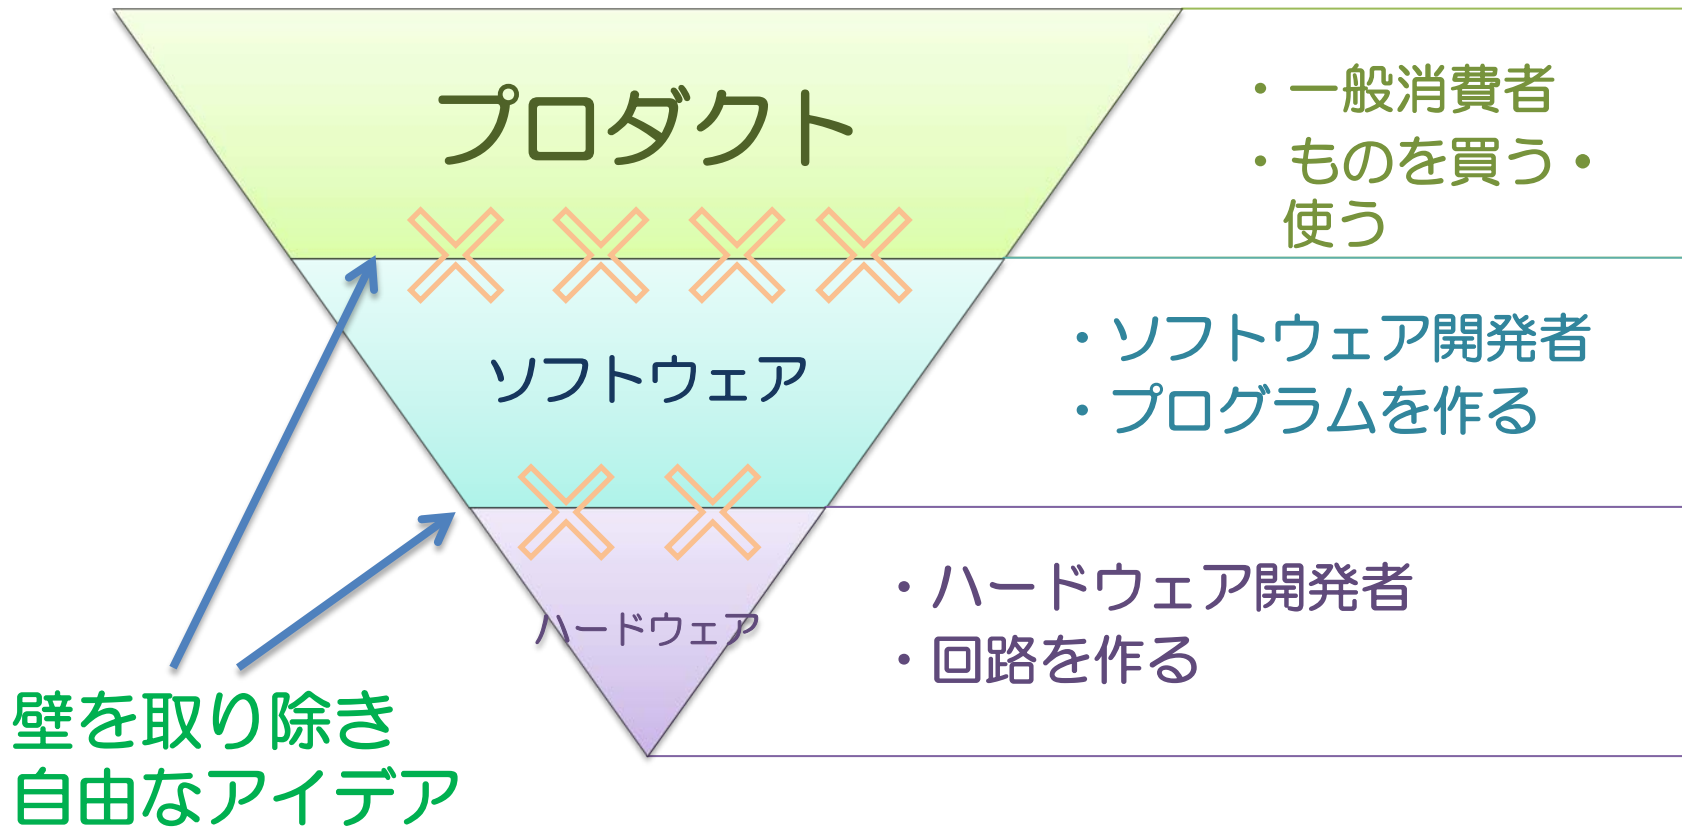 プロダクト
・一般消費者
・ものを買う・
使う
ソフトウェア
・ソフトウェア開発者
・プログラムを作る
ハードウェア
・ハードウェア開発者
・回路を作る
壁を取り除き
自由なアイデア